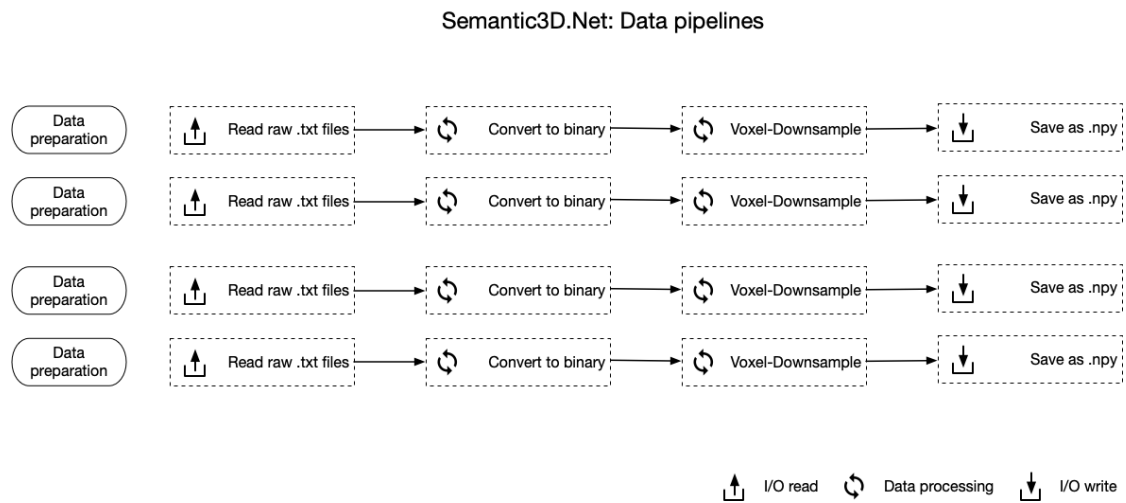 Semantic3D.Net: Data pipelines
Data
preparation
Read raw .txt files
Convert to binary
Voxel-Downsample
Save as .npy
Data
preparation
Read raw .txt files
Convert to binary
Voxel-Downsample
Save as .npy
Data
preparation
Read raw .txt files
Convert to binary
Voxel-Downsample
Save as .npy
Data
preparation
Read raw .txt files
Convert to binary
Voxel-Downsample
Save as .npy
I/O read
Data processing
I/O write